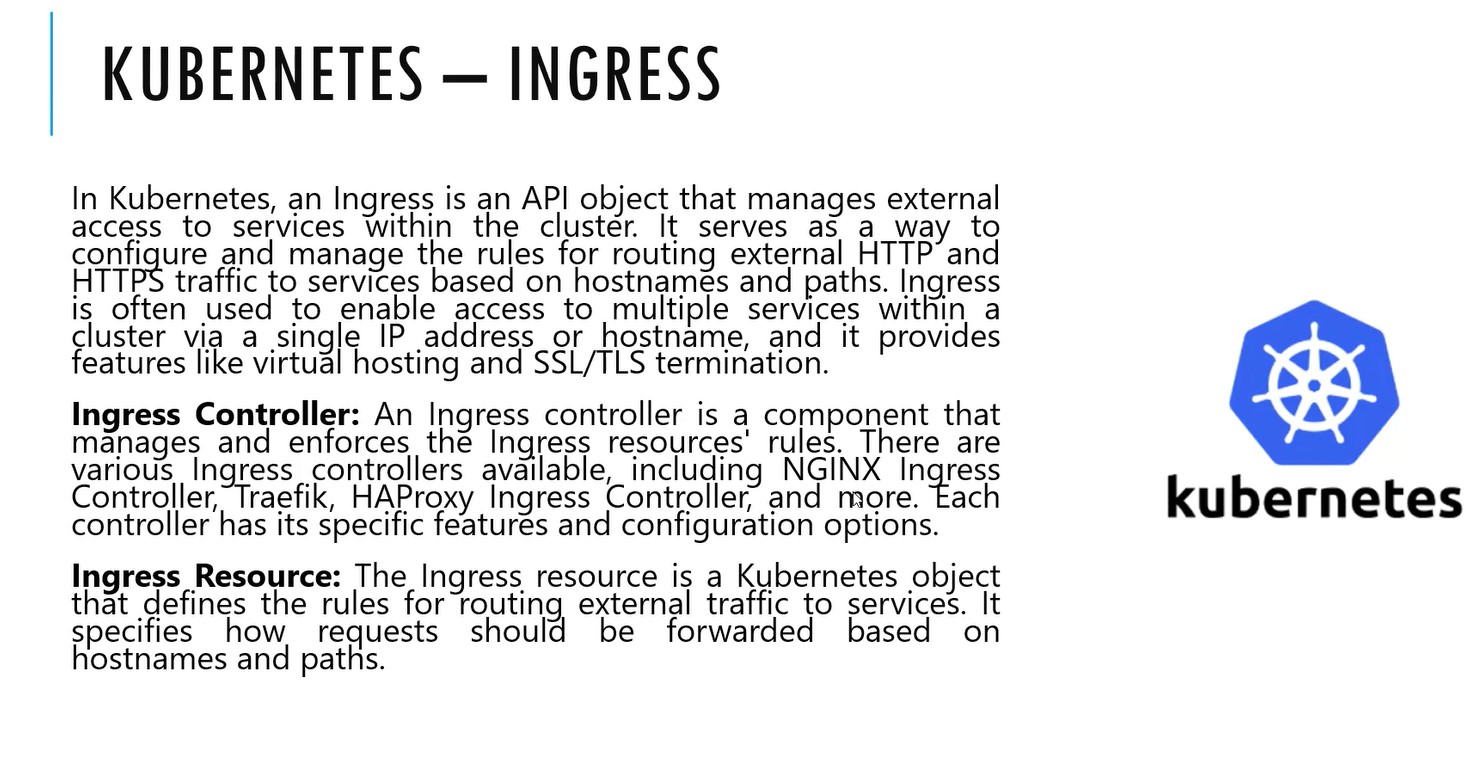 KUBERNETES – INGRESS
In Kubernetes, an Ingress is an API object that manages external
access to services within the cluster. It serves as a way to
configure and manage the rules for routing external HTTP and
HTTPS traffic to services based on hostnames and paths. Ingress
is often used to enable access to multiple services within a
cluster via a single IP address or hostname, and it provides
features like virtual hosting and SSL/TLS termination.
Ingress Controller: An Ingress controller is a component that
manages and enforces the Ingress resources' rules. There are
various Ingress controllers available, including NGINX Ingress
Controller, Traefik, HAProxy Ingress Controller, and more. Each
controller has its specific features and configuration options.
Ingress Resource: The Ingress resource is a Kubernetes object
that defines the rules for routing external traffic to services. It
specifies how requests should be forwarded based on
hostnames and paths.
kubernetes